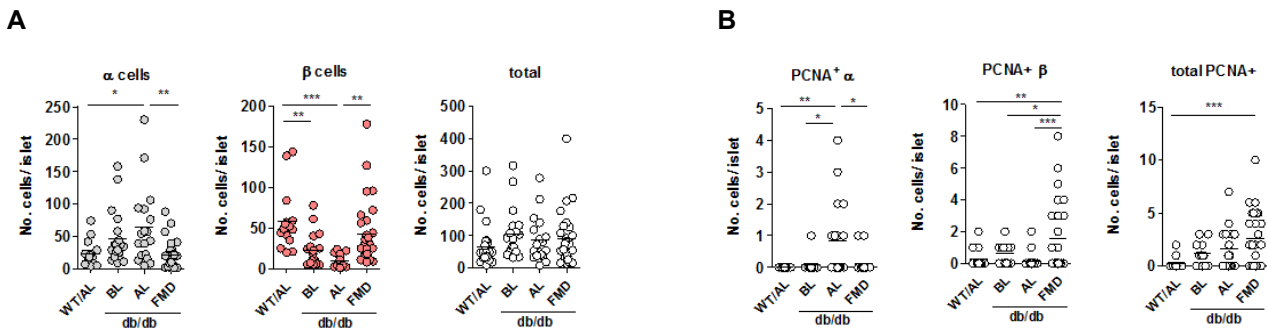 A
B
α cells
β cells
total
PCNA⁺ α
PCNA+ β
total PCNA+
No. cells/ islet
250
200
150
100
50
0
*
**
WT/AL
BL
AL
FMD
db/db
No. cells/ islet
200
150
100
50
0
***
**
**
WT/AL
BL
AL
FMD
db/db
No. cells/ islet
500
400
300
200
100
0
WT/AL
BL
AL
FMD
db/db
No. cells/ islet
5
4
3
2
1
0
**
*
*
WT/AL
BL
AL
FMD
db/db
No. cells/ islet
10
8
6
4
2
0
**
*
***
WT/AL
BL
AL
FMD
db/db
No. cells/ islet
15
10
5
0
***
WT/AL
BL
AL
FMD
db/db